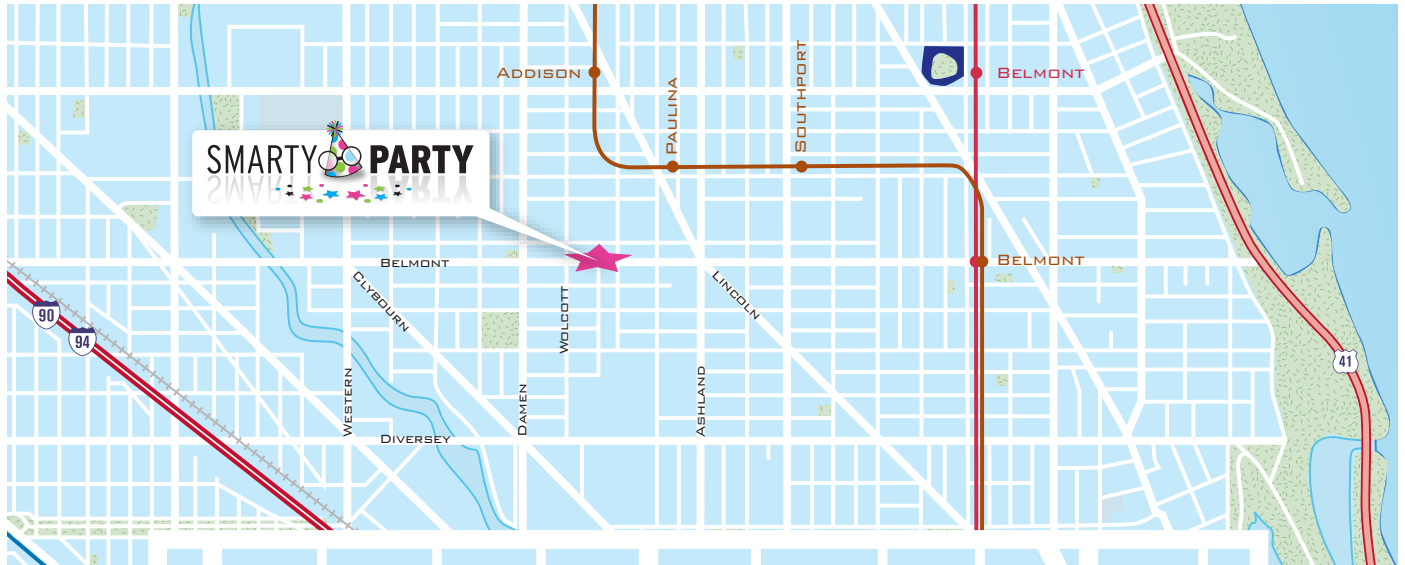 ADDISON
PAULINA
SOUTHPORT
BELMONT
SMARTY PARTY
BELMONT
BELMONT
CLYBOURN
LINCOLN
WOLCOTT
90
94
41
WESTERN
DAMEN
ASHLAND
DIVERSEY